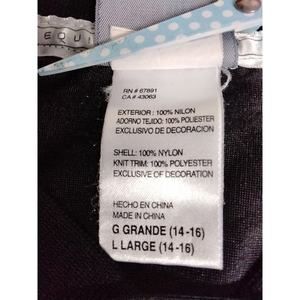 EQUI
RN # 67891
CA # 43063
EXTERIOR : 100% NILON
ADORNO TEJIDO: 100% POLIESTER
EXCLUSIVO DE DECORACION
SHELL: 100% NYLON
KNIT TRIM: 100% POLYESTER
EXCLUSIVE OF DECORATION
HECHO EN CHINA
MADE IN CHINA
G GRANDE (14-16)
L LARGE (14-16)